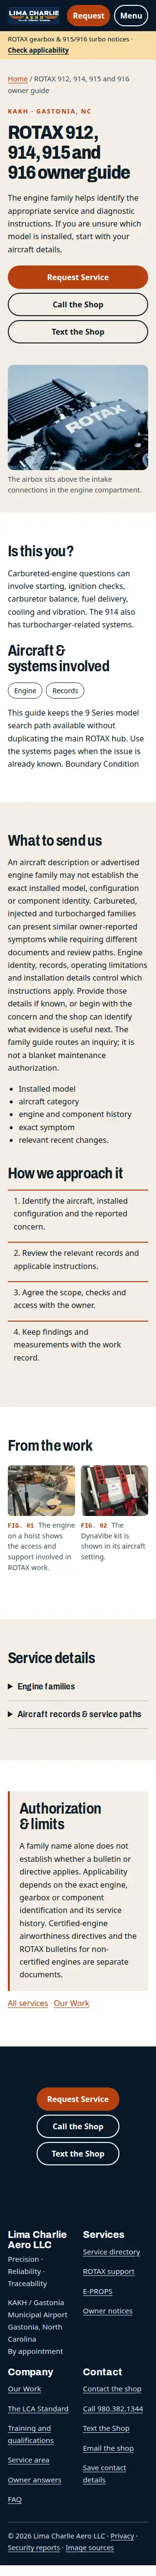 LIMA CHARLIE
AERO
Request
Menu
ROTAX gearbox & 915/916 turbo notices ·
Check applicability
Home / ROTAX 912, 914, 915 and 916
owner guide
KAKH · GASTONIA, NC
ROTAX 912,
914, 915 and
916 owner guide
The engine family helps identify the
appropriate service and diagnostic
instructions. If you are unsure which
model is installed, start with your
aircraft details.
Request Service
Call the Shop
Text the Shop
ROTAX
The airbox sits above the intake
connections in the engine compartment.
Is this you?
Carbureted-engine questions can
involve starting, ignition checks,
carburetor balance, fuel delivery,
cooling and vibration. The 914 also
has turbocharger-related systems.
Aircraft &
systems involved
Engine
Records
This guide keeps the 9 Series model
search path available without
duplicating the main ROTAX hub. Use
the systems pages when the issue is
already known. Boundary Condition
What to send us
An aircraft description or advertised
engine family may not establish the
exact installed model, configuration
or component identity. Carbureted,
injected and turbocharged families
can present similar owner-reported
symptoms while requiring different
documents and review paths. Engine
identity, records, operating limitations
and installation details control which
instructions apply. Provide those
details if known, or begin with the
concern and the shop can identify
what evidence is useful next. The
family guide routes an inquiry; it is
not a blanket maintenance
authorization.
Installed model
aircraft category
engine and component history
exact symptom
relevant recent changes.
How we approach it
1. Identify the aircraft, installed
configuration and the reported
concern.
2. Review the relevant records and
applicable instructions.
3. Agree the scope, checks and
access with the owner.
4. Keep findings and
measurements with the work
record.
From the work
FIG. 01 The engine
on a hoist shows
the access and
support involved in
ROTAX work.
FIG. 02 The
DynaVibe kit is
shown in its aircraft
setting.
Service details
Engine families
Aircraft records & service paths
Authorization
& limits
A family name alone does not
establish whether a bulletin or
directive applies. Applicability
depends on the exact engine,
gearbox or component
identification and its service
history. Certified-engine
airworthiness directives and the
ROTAX bulletins for non-
certified engines are separate
documents.
All services
Our Work
Request Service
Call the Shop
Text the Shop
Lima Charlie
Aero LLC
Precision ·
Reliability ·
Traceability
KAKH / Gastonia
Municipal Airport
Gastonia, North
Carolina
By appointment
Services
Service directory
ROTAX support
E-PROPS
Owner notices
Company
Our Work
The LCA Standard
Training and
qualifications
Service area
Owner answers
FAQ
Contact
Contact the shop
Call 980.382.1344
Text the Shop
Email the shop
Save contact
details
© 2026 Lima Charlie Aero LLC · Privacy ·
Security reports · Image sources